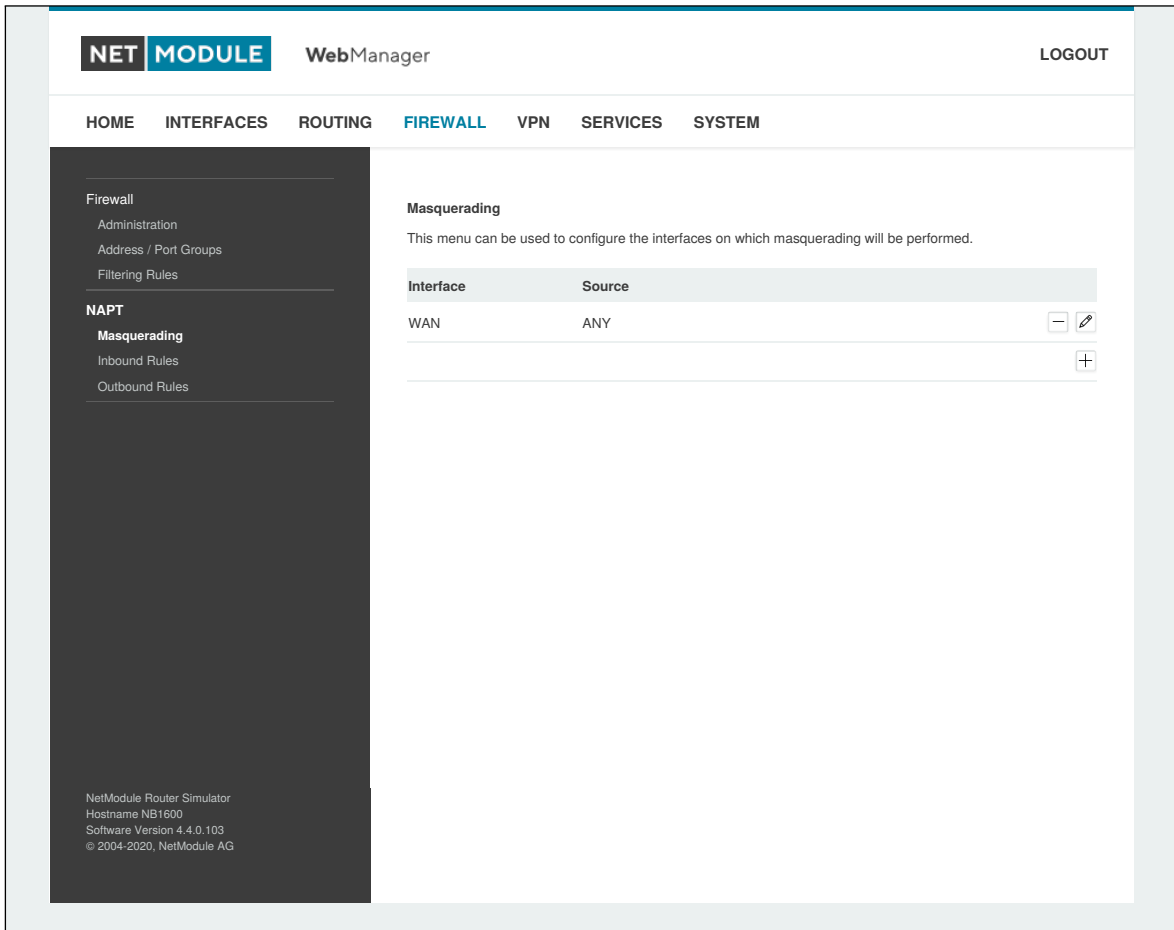 NET MODULE WebManager LOGOUT
HOME INTERFACES ROUTING FIREWALL VPN SERVICES SYSTEM
Firewall
Administration
Address / Port Groups
Filtering Rules
NAPT
Masquerading
Inbound Rules
Outbound Rules
Masquerading
This menu can be used to configure the interfaces on which masquerading will be performed.
Interface Source
WAN ANY
NetModule Router Simulator
Hostname NB1600
Software Version 4.4.0.103
© 2004-2020, NetModule AG